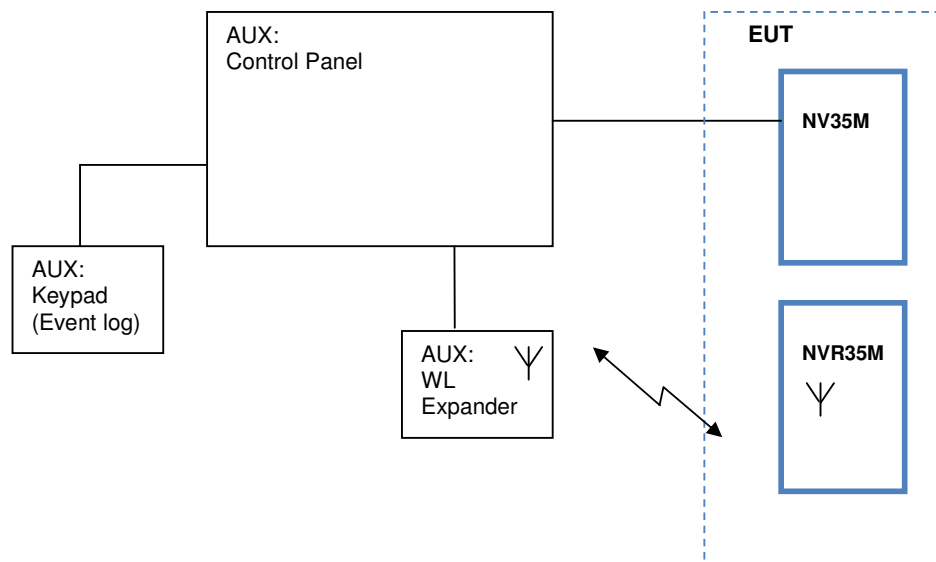 AUX:
Control Panel
EUT
NV35M
AUX:
Keypad
(Event log)
AUX:
WL
Expander
NVR35M